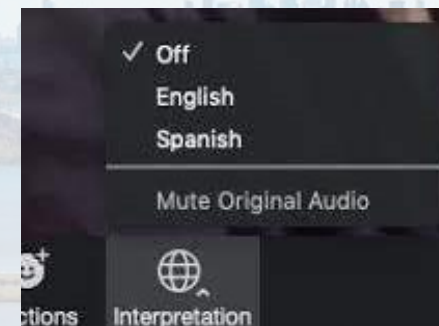 ✓ Off
English
Spanish
Mute Original Audio
ctions
Interpretation